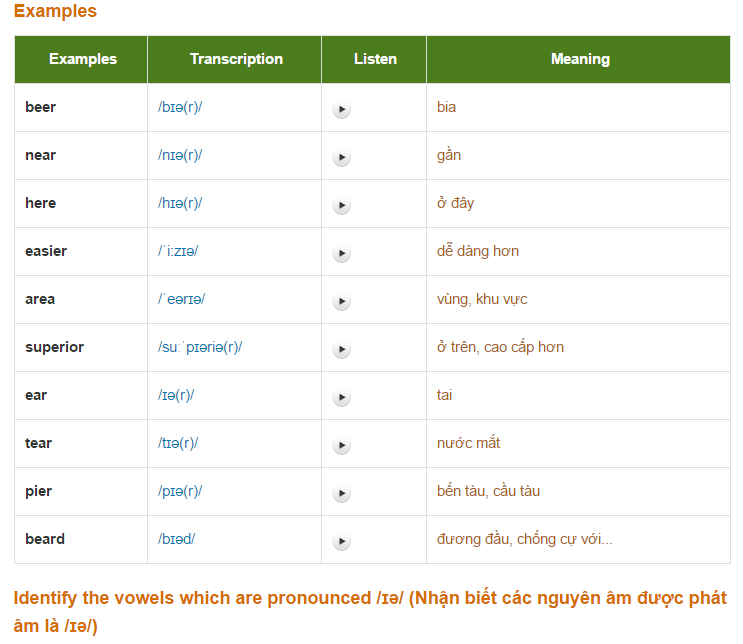 Examples
Examples Transcription Listen Meaning
beer /bɪə(r)/ bia
near /nɪə(r)/ gần
here /hɪə(r)/ ở đây
easier /ˈiːzɪə/ dễ dàng hơn
area /ˈeərɪə/ vùng, khu vực
superior /suːˈpɪəriə(r)/ ở trên, cao cấp hơn
ear /ɪə(r)/ tai
tear /tɪə(r)/ nước mắt
pier /pɪə(r)/ bến tàu, cầu tàu
beard /bɪəd/ đương đầu, chống cự với...
Identify the vowels which are pronounced /ɪə/ (Nhận biết các nguyên âm được phát
âm là /ɪə/)